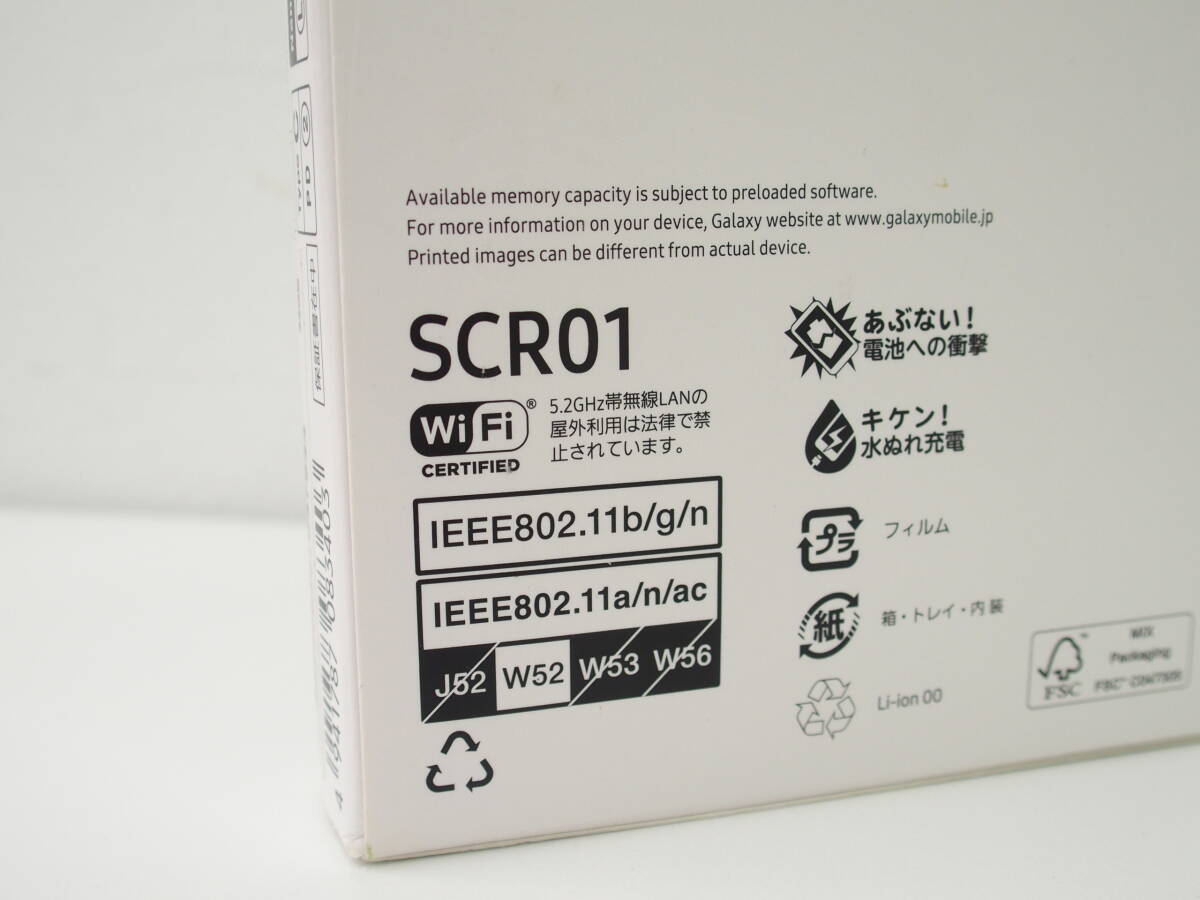 Available memory capacity is subject to preloaded software.
For more information on your device, Galaxy website at www.galaxymobile.jp
Printed images can be different from actual device.
SCR01
Wi Fi ®
CERTIFIED
5.2GHz帯無線LANの
屋外利用は法律で禁
止されています。
IEEE802.11b/g/n
IEEE802.11a/n/ac
J52 W52 W53 W56
あぶない！
電池への衝撃
キケン！
水ぬれ充電
プラ フィルム
紙 箱・トレイ・内装
Li-ion 00
FSC
MIX
Packaging
保証書在中